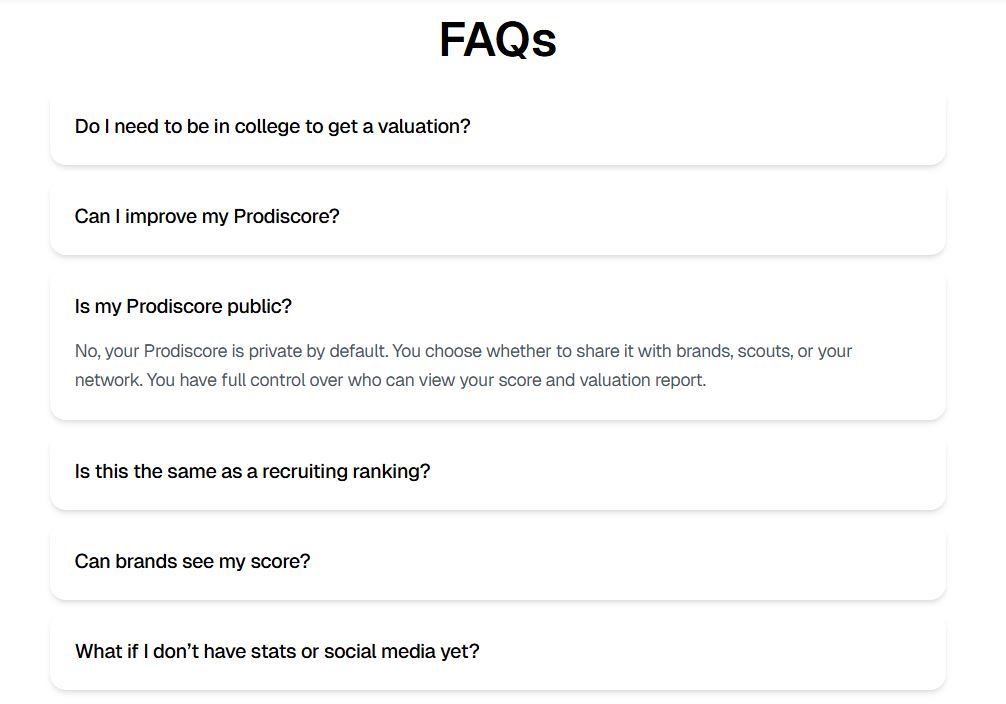 FAQs
Do I need to be in college to get a valuation?
Can I improve my Prodiscore?
Is my Prodiscore public?
No, your Prodiscore is private by default. You choose whether to share it with brands, scouts, or your
network. You have full control over who can view your score and valuation report.
Is this the same as a recruiting ranking?
Can brands see my score?
What if I don’t have stats or social media yet?